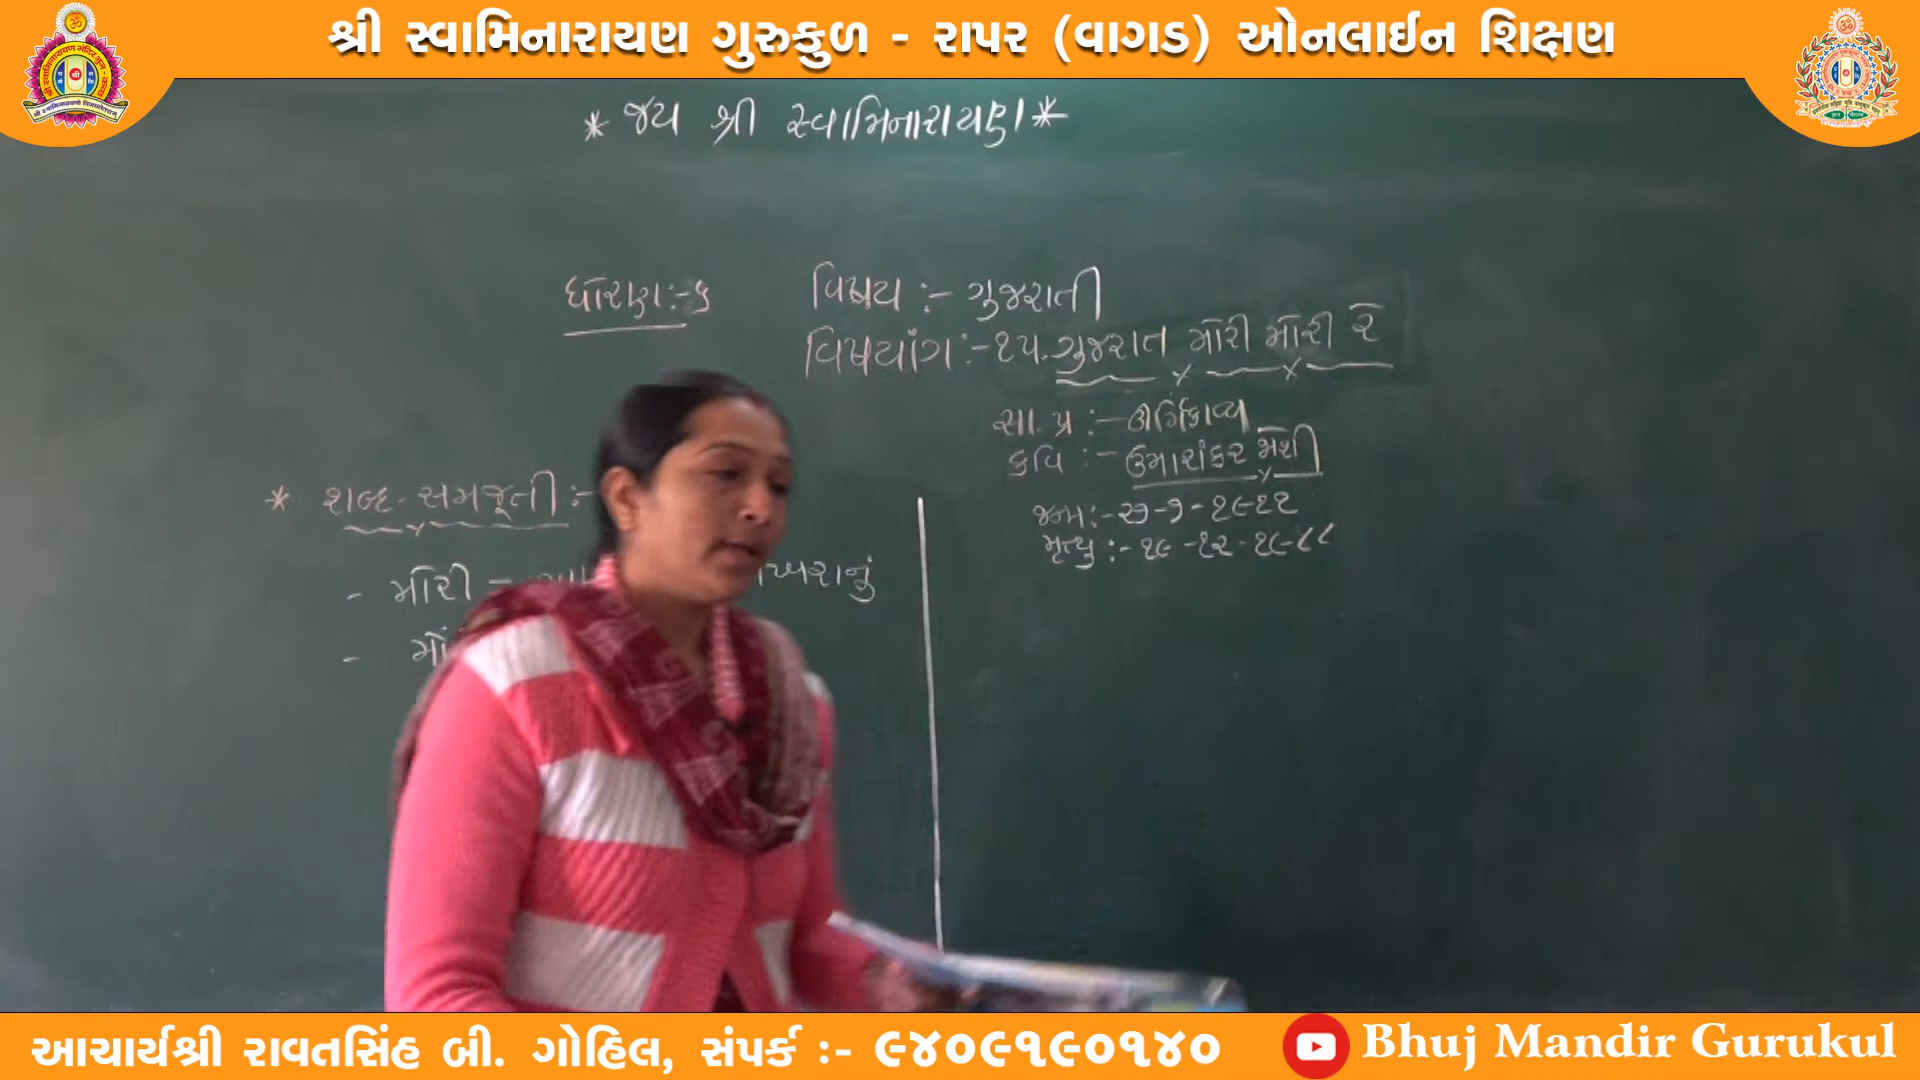 શ્રી સ્વામિનારાયણ ગુરુકુળ - રાપર (વાગડ) ઓનલાઈન શિક્ષણ
* જય શ્રી સ્વામિનારાયણ *
ધોરણ:-૬
વિષય :- ગુજરાતી
વિષયાંગ:-૧૫. ગુજરાત મોરી મોરી રે
સા. પ્ર :- ઊર્મિકાવ્ય
કવિ :- ઉમાશંકર જોશી
જન્મ:- ૨૧-૭-૧૯૧૧
મૃત્યુ :- ૧૯ -૧૨-૧૯૮૮
* શબ્દ-સમજૂતી :-
- મોરી =
-
આચાર્યશ્રી રાવતસિંહ બી. ગોહિલ, સંપર્ક :- ૯૪૦૯૧૯૦૧૪૦
Bhuj Mandir Gurukul